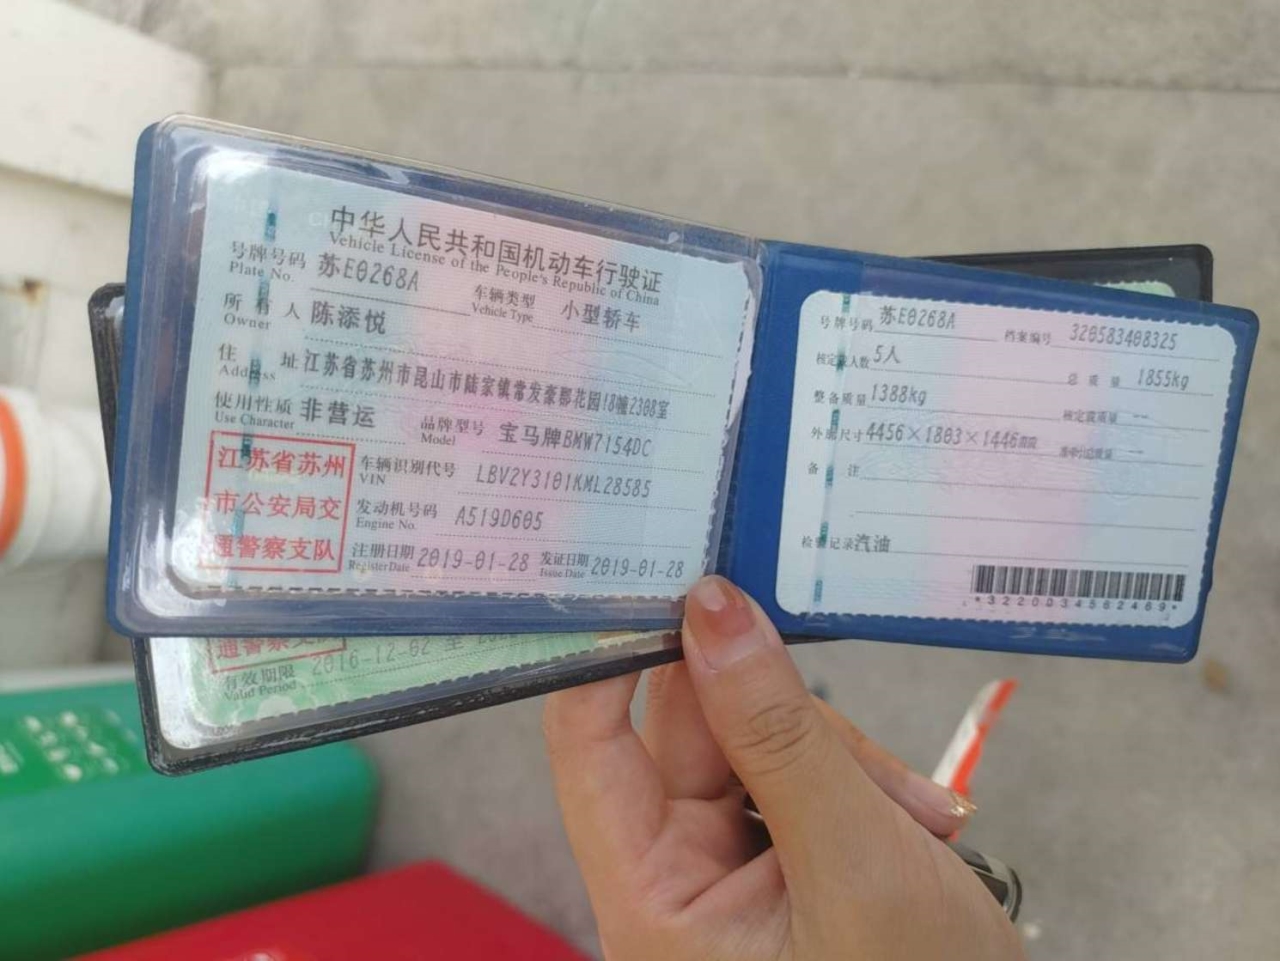 中华人民共和国机动车行驶证
Vehicle License of the People's Republic of China
号牌号码 苏E0268A 车辆类型 小型轿车
Plate No. Vehicle Type
所有人 陈添悦
Owner
住址 江苏省苏州市昆山市陆家镇常发豪郡花园18幢2308室
Address
使用性质 非营运 品牌型号 宝马牌BMW7154DC
Use Character Model
江苏省苏州
市公安局交
通警察支队
车辆识别代号 LBV2Y3101KML28585
VIN
发动机号码 A519D605
Engine No.
注册日期 2019-01-28 发证日期 2019-01-28
Register Date Issue Date
号牌号码 苏E0268A 档案编号 320583408325
核定载人数 5人 总质量 1855kg
整备质量 1388kg 核定载质量 --
外廓尺寸 4456×1803×1446 --
备注
检验记录 汽油
*3220034562469*
通警察支队
有效期限 2016-12-02 至
Valid Period